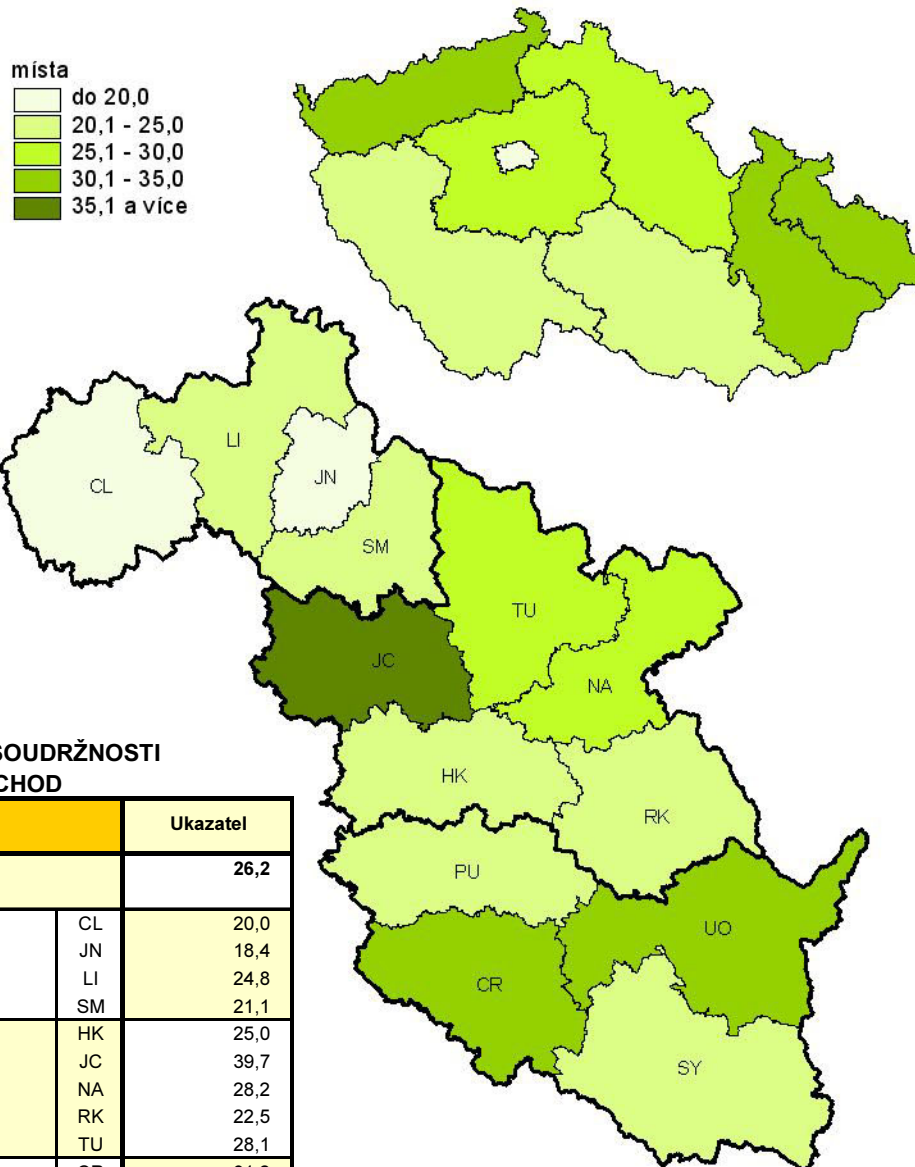 místa
do 20,0
20,1 - 25,0
25,1 - 30,0
30,1 - 35,0
35,1 a více
CL
LI
JN
SM
TU
JC
NA
HK
RK
PU
UO
CR
SY
SOUDRŽNOSTI
CHOD
Ukazatel
26,2
CL 20,0
JN 18,4
LI 24,8
SM 21,1
HK 25,0
JC 39,7
NA 28,2
RK 22,5
TU 28,1